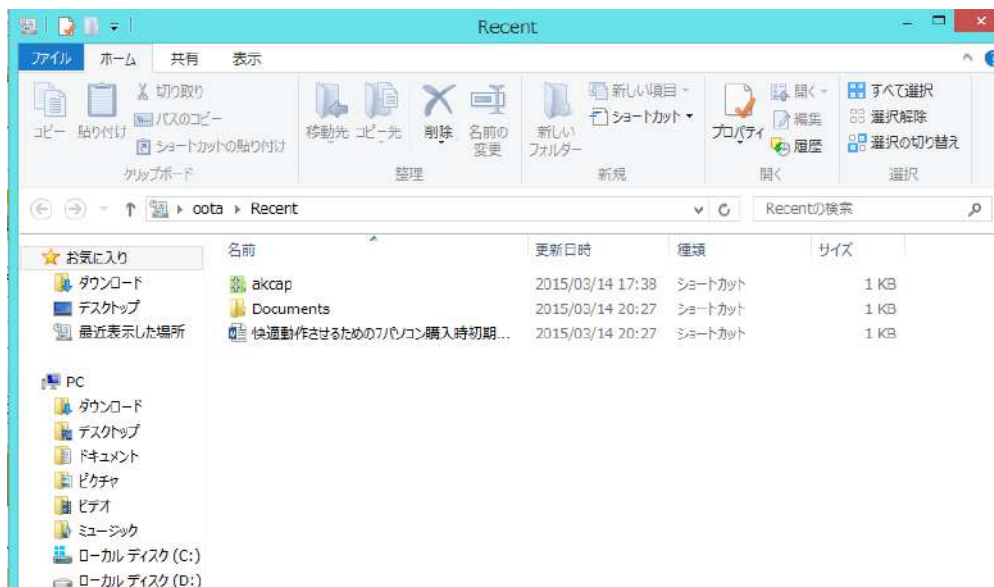 Recent
ファイル ホーム 共有 表示
コピー 貼り付け 切り取り パスのコピー ショートカットの貼り付け
クリップボード
移動先 コピー先 削除 名前の変更
整理
新しいフォルダー 新しい項目 ショートカット
新規
プロパティ 開く 編集 履歴
開く
すべて選択 選択解除 選択の切り替え
選択
oota Recent Recentの検索
名前 更新日時 種類 サイズ
akcap 2015/03/14 17:38 ショートカット 1 KB
Documents 2015/03/14 20:27 ショートカット 1 KB
快適動作させるための7パソコン購入時初期... 2015/03/14 20:27 ショートカット 1 KB
お気に入り
ダウンロード
デスクトップ
最近表示した場所
PC
ダウンロード
デスクトップ
ドキュメント
ピクチャ
ビデオ
ミュージック
ローカル ディスク (C:)
ローカル ディスク (D:)